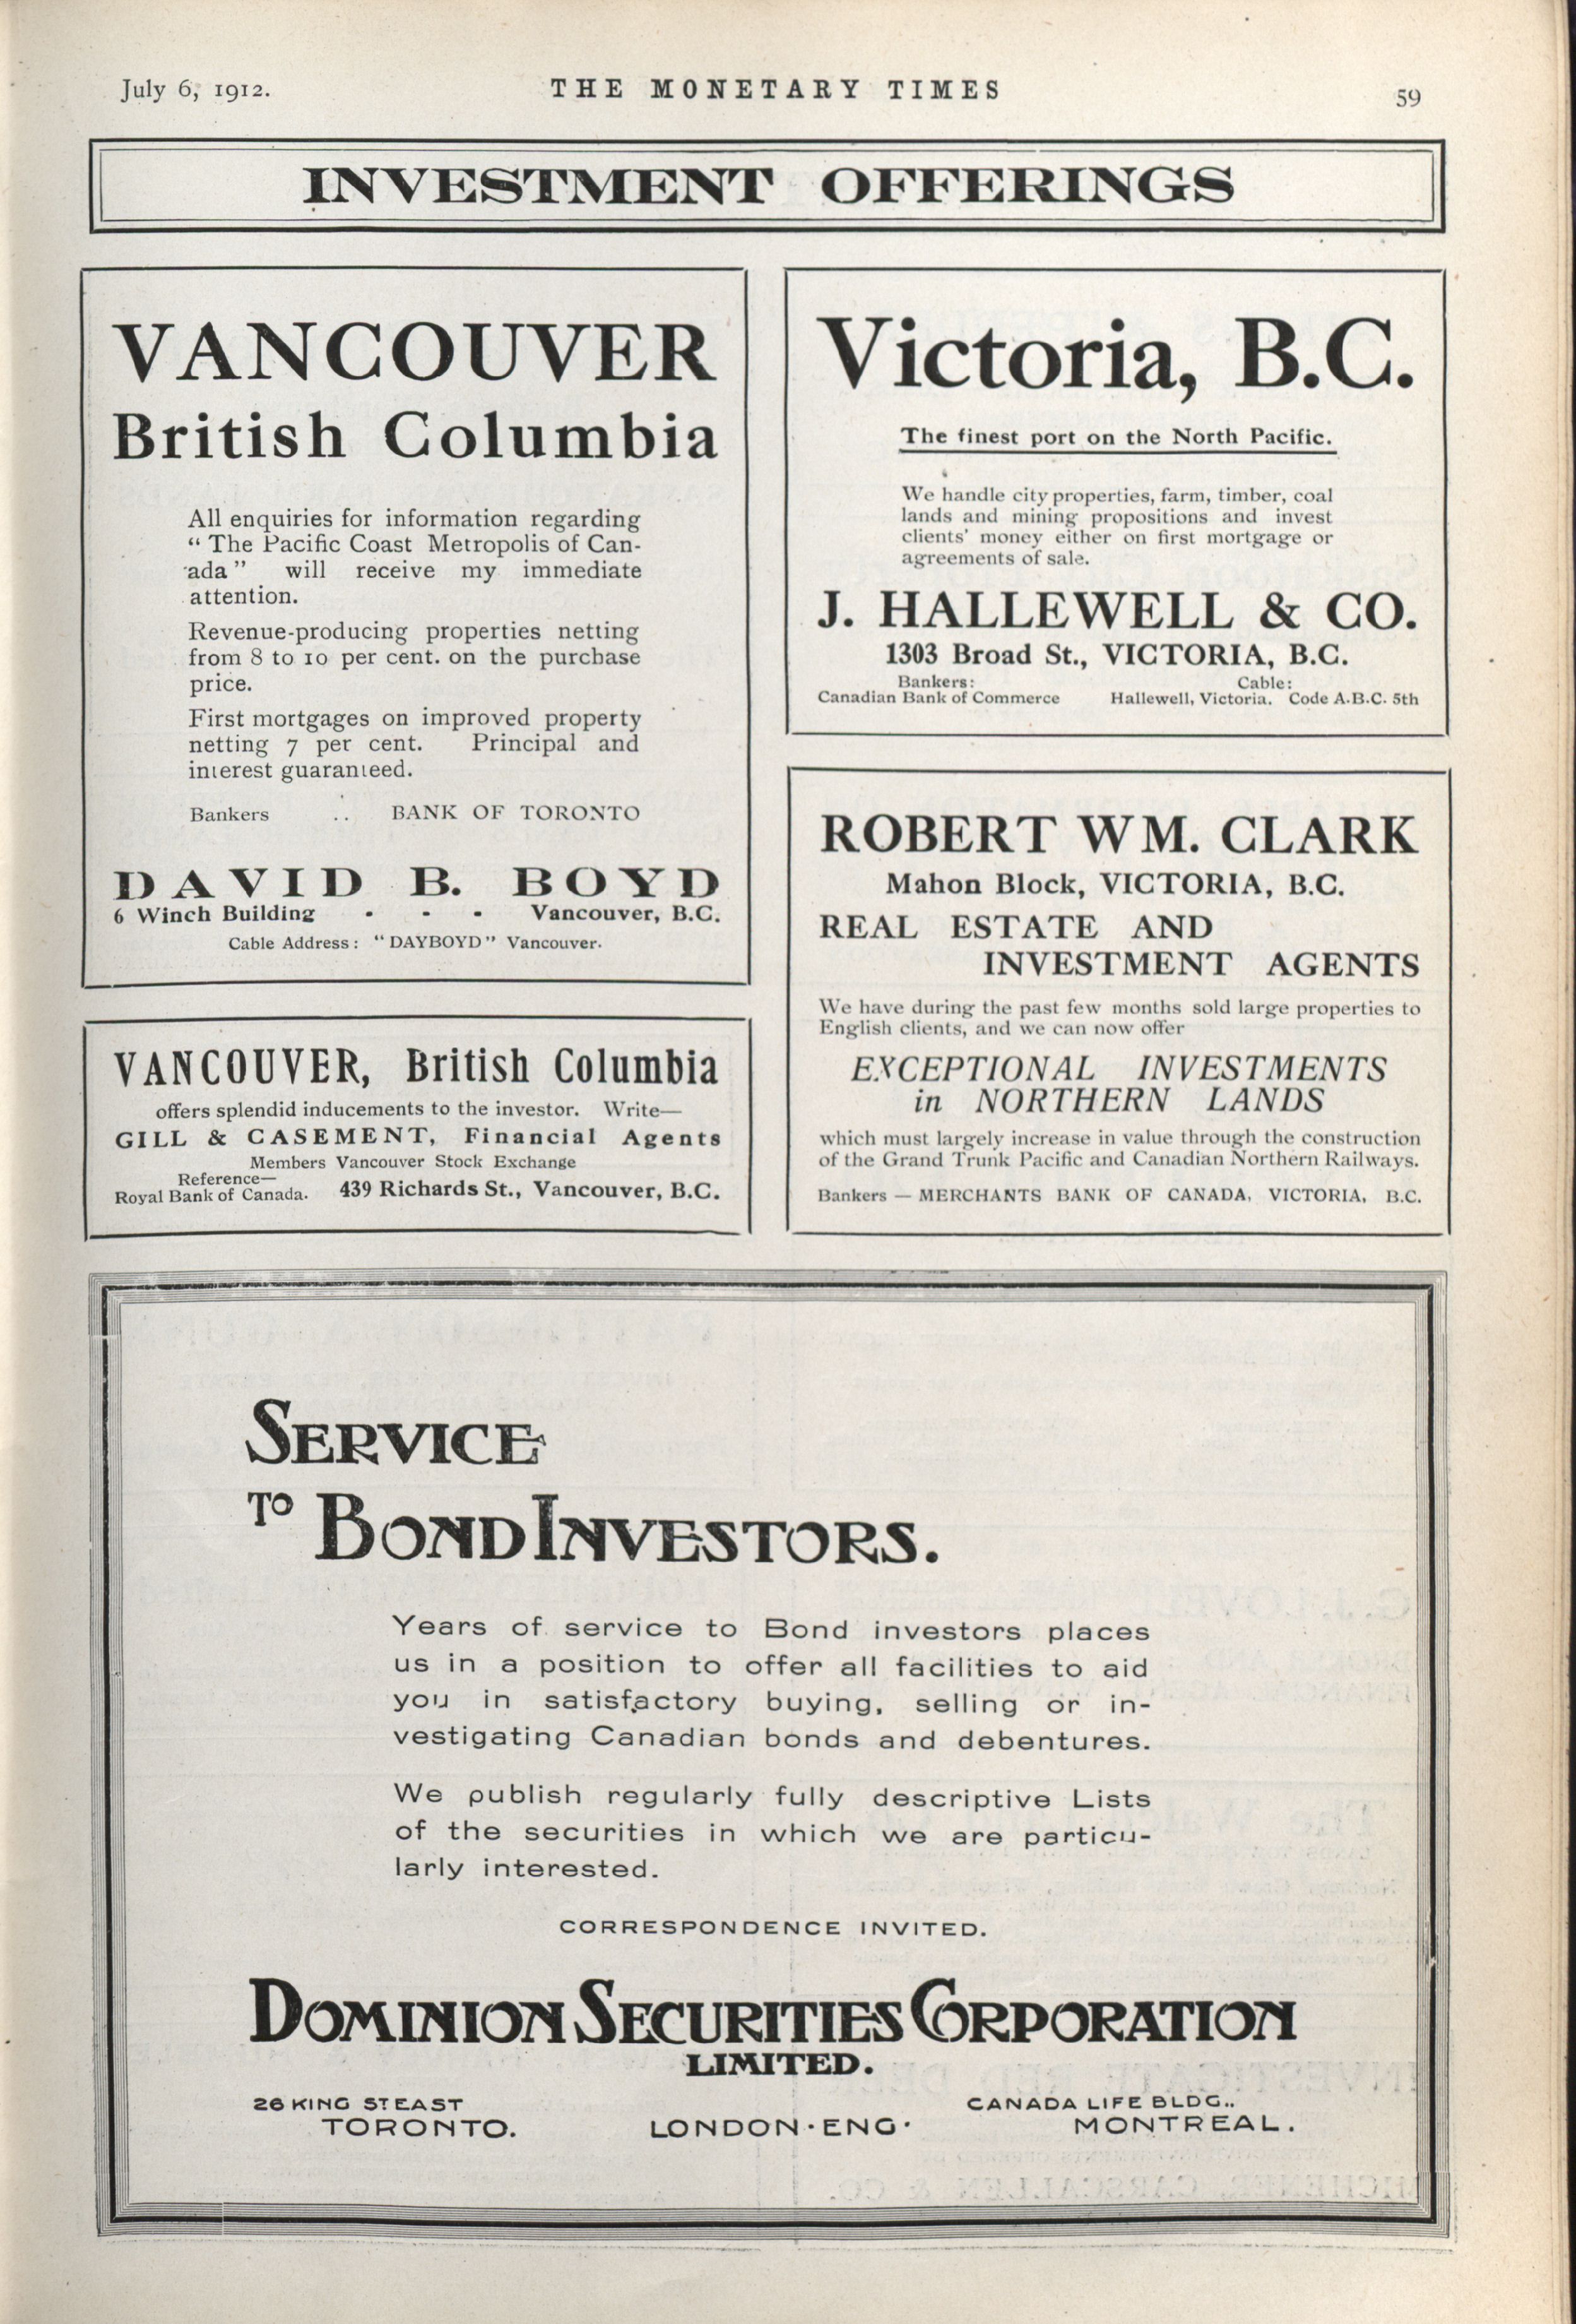 July 6, 1912.
THE MONETARY TIMES
59
INVESTMENT OFFERINGS
VANCOUVER
British Columbia
All enquiries for information regarding
“ The Pacific Coast Metropolis of Can-
ada ” will receive my immediate
attention.
Revenue-producing properties netting
from 8 to 10 per cent. on the purchase
price.
First mortgages on improved property
netting 7 per cent. Principal and
interest guaranteed.
Bankers .. BANK OF TORONTO
DAVID B. BOYD
6 Winch Building - - - Vancouver, B.C.
Cable Address: “DAYBOYD” Vancouver.
VANCOUVER, British Columbia
offers splendid inducements to the investor. Write—
GILL & CASEMENT, Financial Agents
Members Vancouver Stock Exchange
Reference—
Royal Bank of Canada. 439 Richards St., Vancouver, B.C.
Victoria, B.C.
The finest port on the North Pacific.
We handle city properties, farm, timber, coal
lands and mining propositions and invest
clients' money either on first mortgage or
agreements of sale.
J. HALLEWELL & CO.
1303 Broad St., VICTORIA, B.C.
Bankers: Cable:
Canadian Bank of Commerce Hallewell, Victoria. Code A.B.C. 5th
ROBERT WM. CLARK
Mahon Block, VICTORIA, B.C.
REAL ESTATE AND
INVESTMENT AGENTS
We have during the past few months sold large properties to
English clients, and we can now offer
EXCEPTIONAL INVESTMENTS
in NORTHERN LANDS
which must largely increase in value through the construction
of the Grand Trunk Pacific and Canadian Northern Railways.
Bankers — MERCHANTS BANK OF CANADA, VICTORIA, B.C.
SERVICE
TO BOND INVESTORS.
Years of service to Bond investors places
us in a position to offer all facilities to aid
you in satisfactory buying, selling or in-
vestigating Canadian bonds and debentures.
We publish regularly fully descriptive Lists
of the securities in which we are particu-
larly interested.
CORRESPONDENCE INVITED.
DOMINION SECURITIES CORPORATION
LIMITED.
26 KING ST EAST
TORONTO.
LONDON·ENG·
CANADA LIFE BLDG..
MONTREAL.